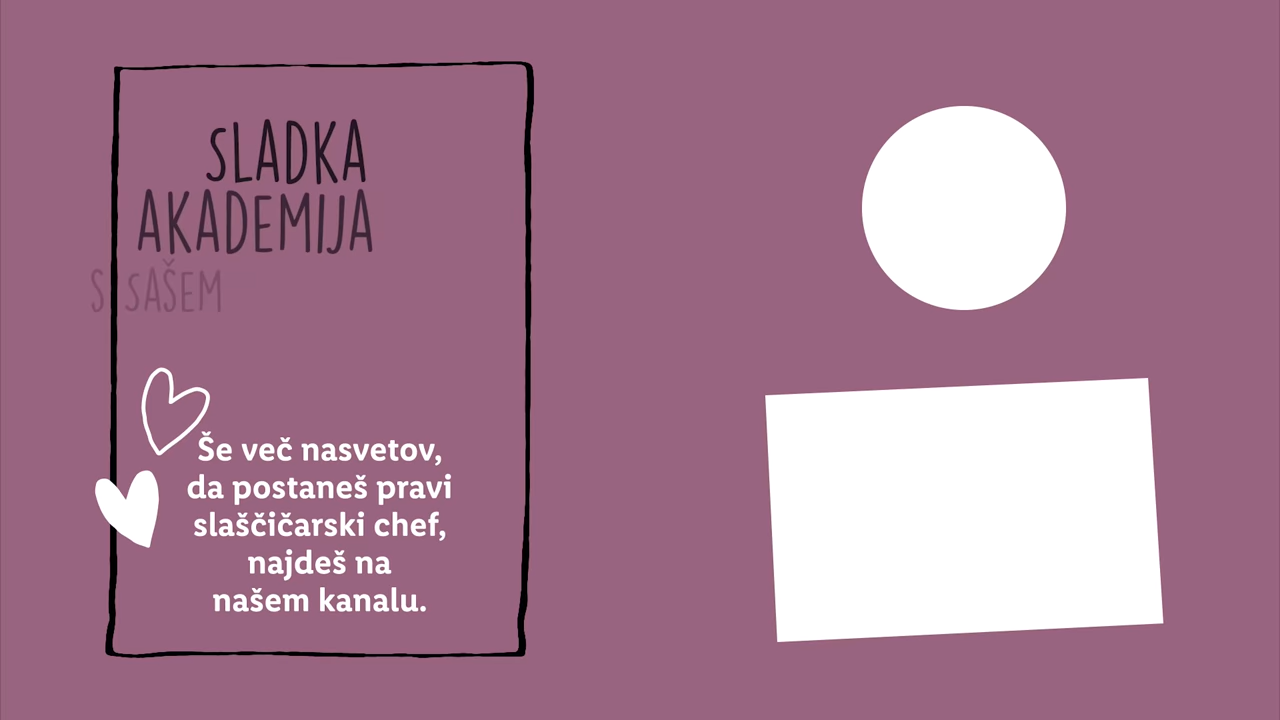 SLADKA
AKADEMIJA
S SAŠEM
Še več nasvetov,
da postaneš pravi
slaščičarski chef,
najdeš na
našem kanalu.